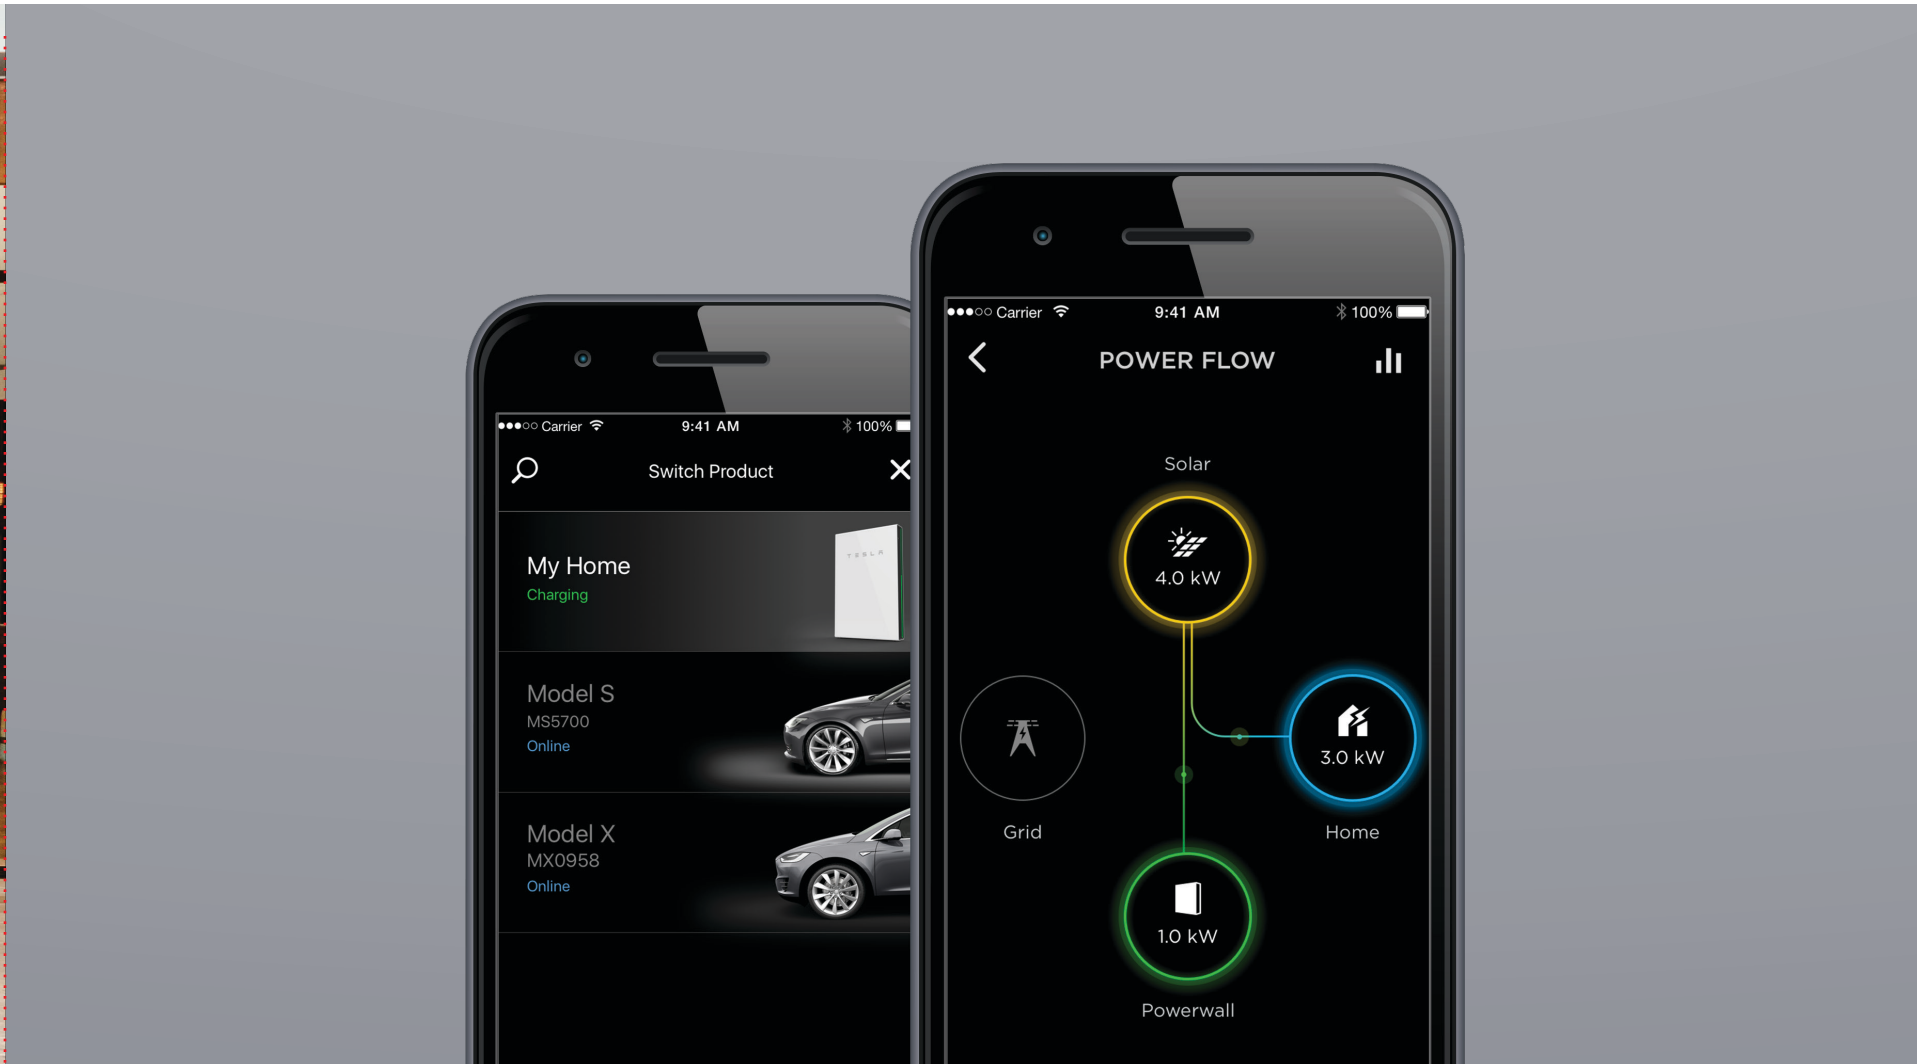 Carrier 9:41 AM 100%
Switch Product
My Home
Charging
TESLA
Model S
MS5700
Online
Model X
MX0958
Online
Carrier 9:41 AM 100%
POWER FLOW
Solar
4.0 kW
3.0 kW
Grid
Home
1.0 kW
Powerwall